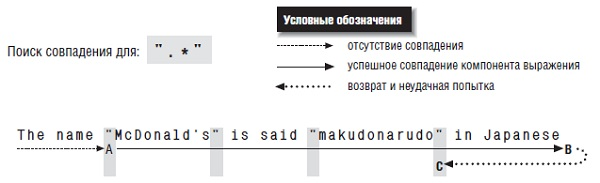 Условные обозначения
Поиск совпадения для: ".*"
отсутствие совпадения
успешное совпадение компонента выражения
возврат и неудачная попытка
The name "McDonald's" is said "makudonarudo" in Japanese
A B
C